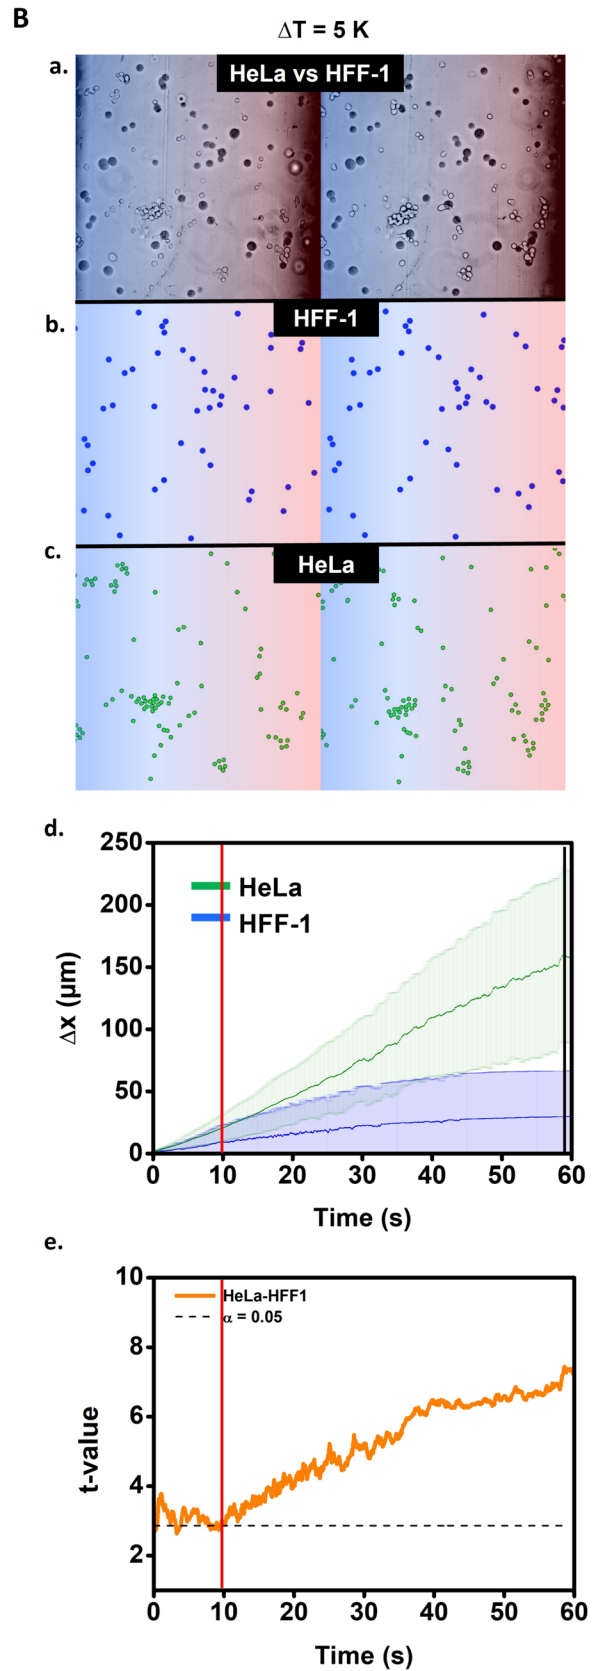 B
ΔT = 5 K
a.
HeLa vs HFF-1
b.
HFF-1
c.
HeLa
d.
250
200
150
100
50
0
Δx (μm)
HeLa
HFF-1
0 10 20 30 40 50 60
Time (s)
e.
10
8
6
4
2
t-value
HeLa-HFF1
α = 0.05
0 10 20 30 40 50 60
Time (s)